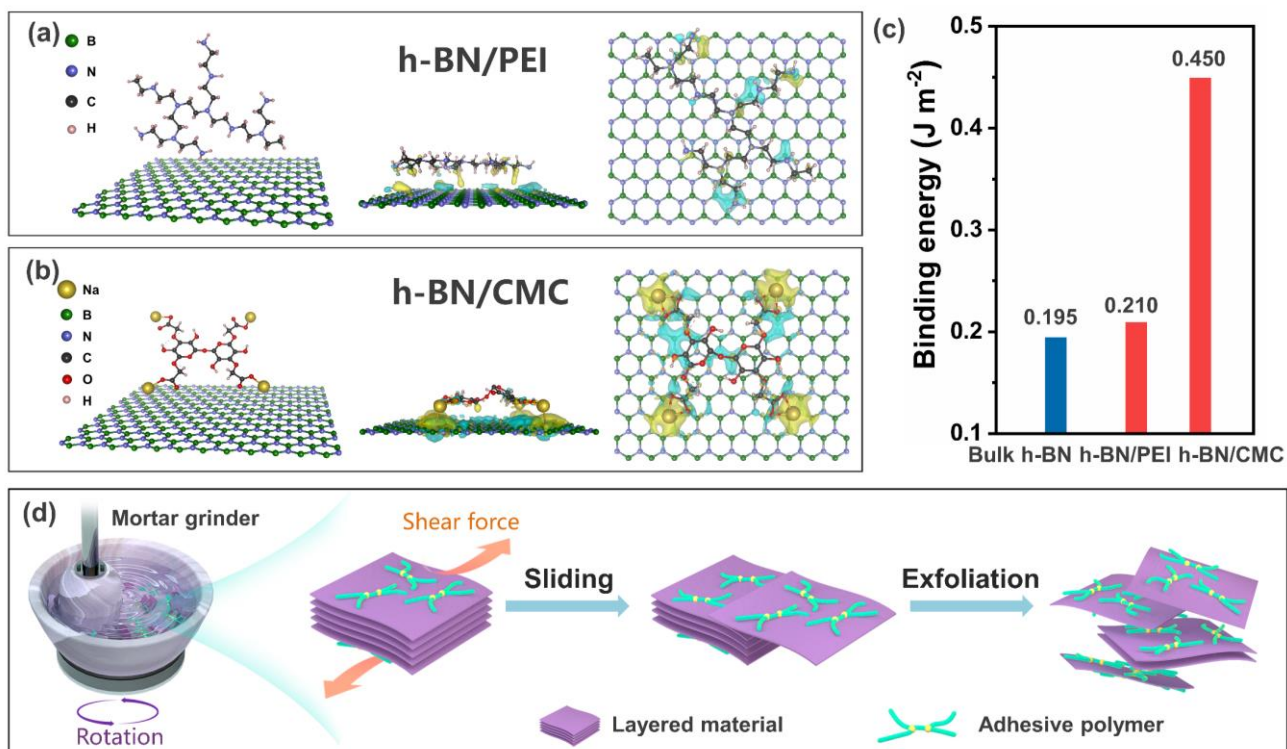 (a)
B
N
C
H
h-BN/PEI
(b)
Na
B
N
C
O
H
h-BN/CMC
(c)
Binding energy (J m⁻²)
0.5
0.4
0.3
0.2
0.1
0.195
0.210
0.450
Bulk h-BN h-BN/PEI h-BN/CMC
(d)
Mortar grinder
Rotation
Shear force
Sliding
Exfoliation
Layered material
Adhesive polymer